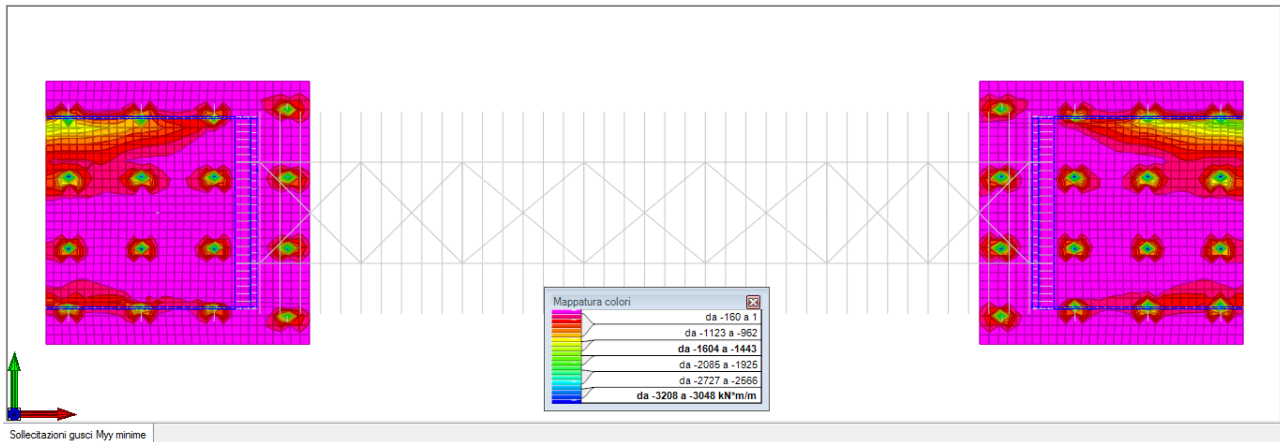 Mappatura colori
da -160 a 1
da -1123 a -962
da -1604 a -1443
da -2085 a -1925
da -2727 a -2566
da -3208 a -3048 kN*m/m
Sollecitazioni gusci Myy minime